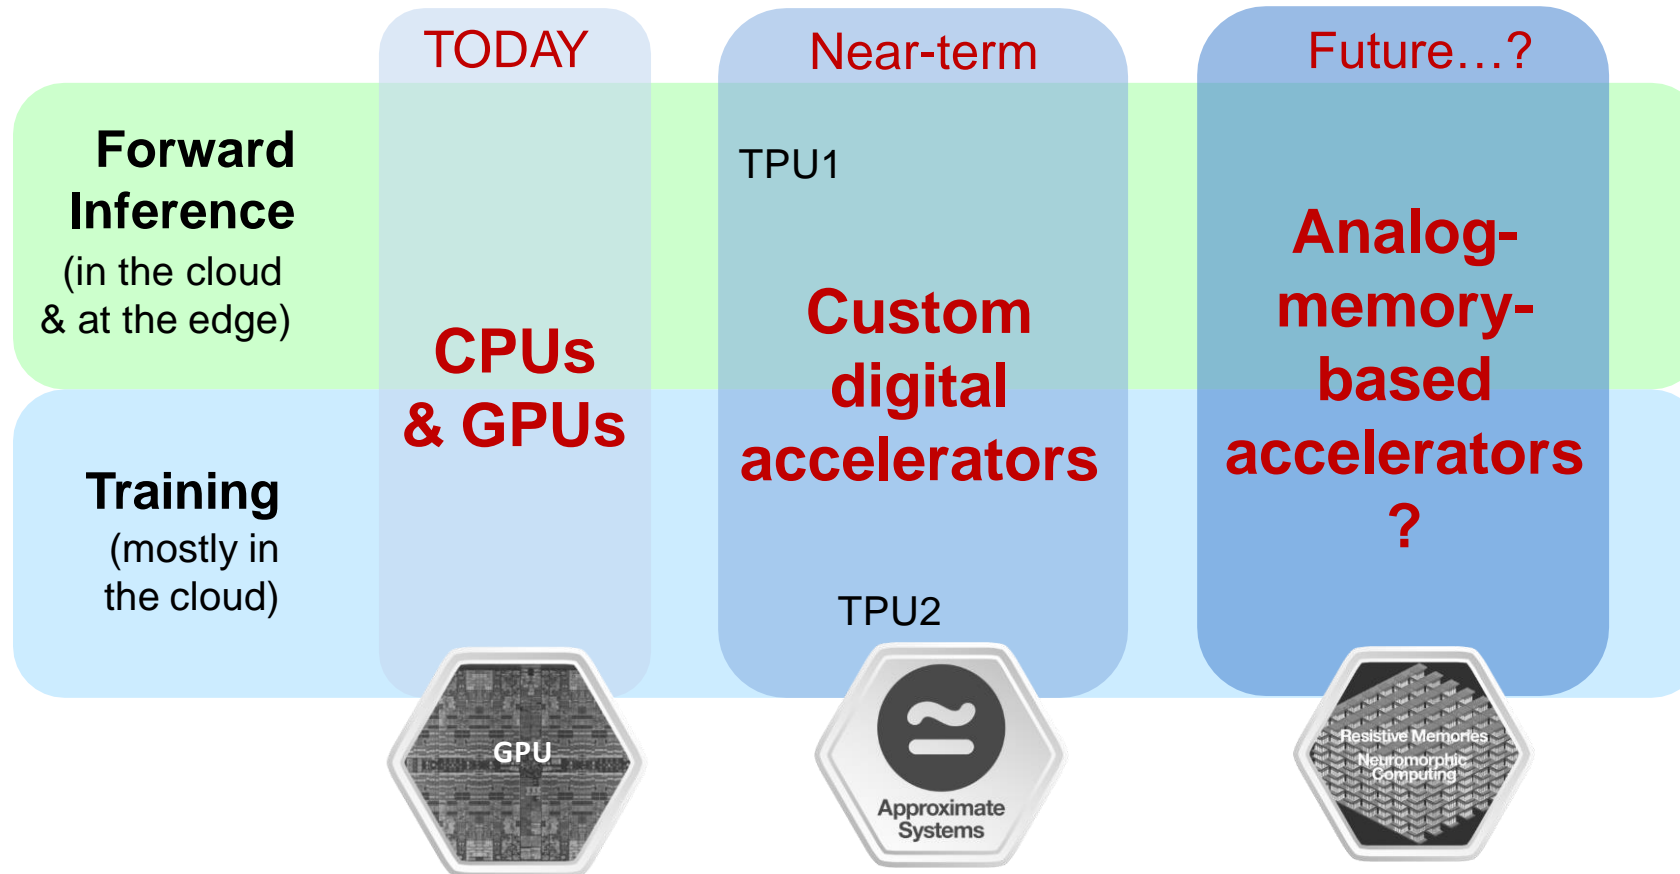 TODAY
Near-term
Future...?
Forward
Inference
(in the cloud
& at the edge)
Training
(mostly in
the cloud)
CPUs
& GPUs
TPU1
Custom
digital
accelerators
TPU2
Analog-
memory-
based
accelerators
?
GPU
Approximate
Systems
Resistive Memories
Neuromorphic
Computing